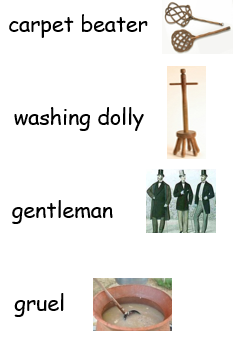 carpet beater
washing dolly
gentleman
gruel